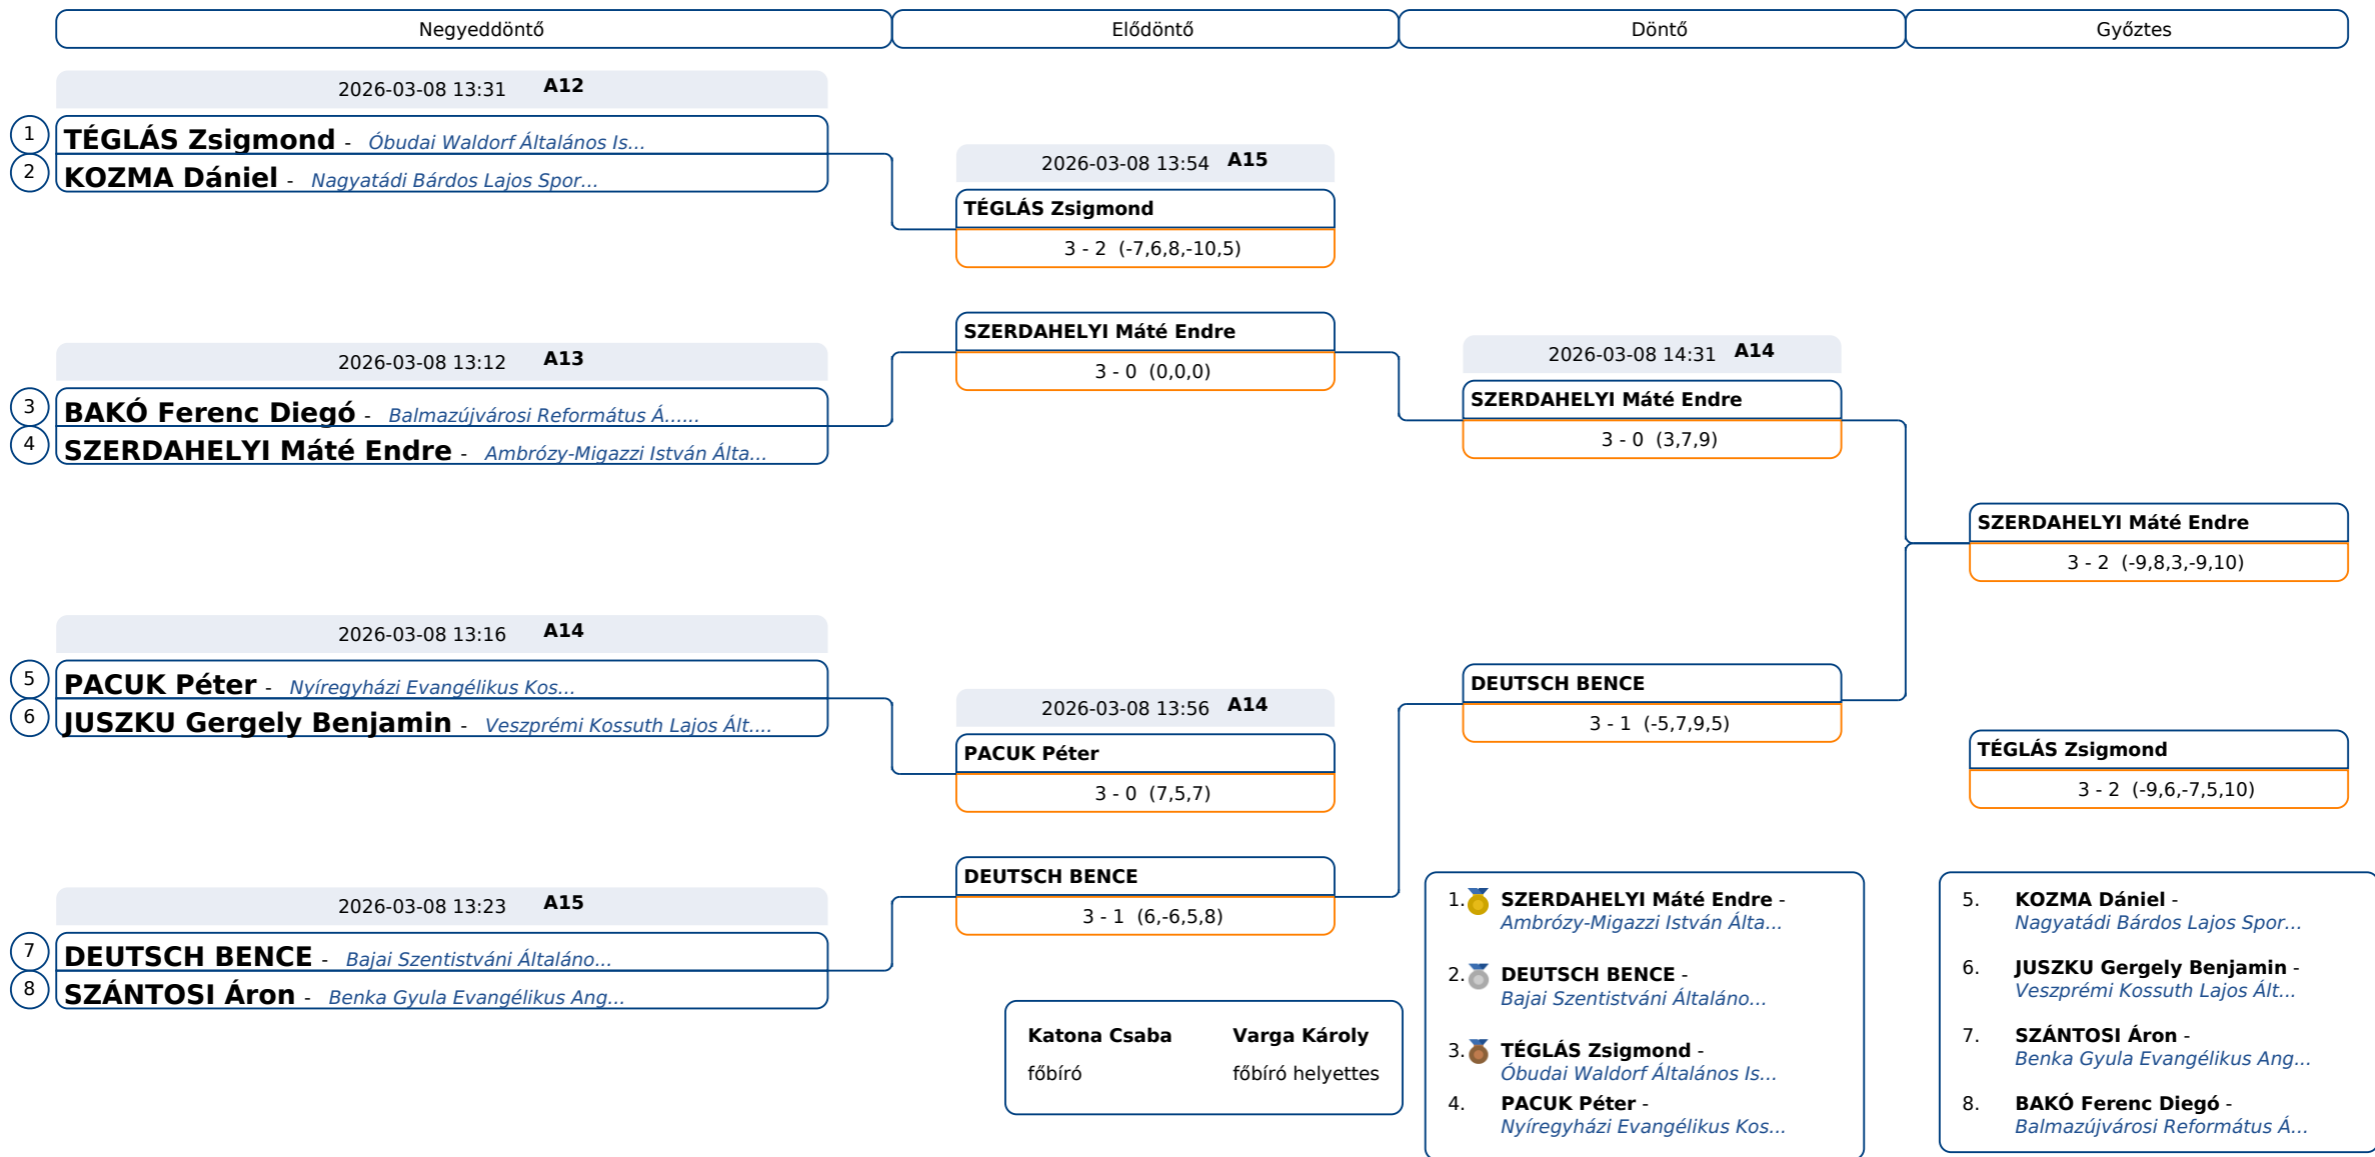 Negyeddöntő
Elődöntő
Döntő
Győztes
2026-03-08 13:31 A12
1 TÉGLÁS Zsigmond - Óbudai Waldorf Általános Is...
2 KOZMA Dániel - Nagyatádi Bárdos Lajos Spor...
2026-03-08 13:12 A13
3 BAKÓ Ferenc Diegó - Balmazújvárosi Református Á......
4 SZERDAHELYI Máté Endre - Ambrózy-Migazzi István Álta...
2026-03-08 13:16 A14
5 PACUK Péter - Nyíregyházi Evangélikus Kos...
6 JUSZKU Gergely Benjamin - Veszprémi Kossuth Lajos Ált....
2026-03-08 13:23 A15
7 DEUTSCH BENCE - Bajai Szentistváni Általáno...
8 SZÁNTOSI Áron - Benka Gyula Evangélikus Ang...
2026-03-08 13:54 A15
TÉGLÁS Zsigmond
3 - 2 (-7,6,8,-10,5)
SZERDAHELYI Máté Endre
3 - 0 (0,0,0)
2026-03-08 13:56 A14
PACUK Péter
3 - 0 (7,5,7)
DEUTSCH BENCE
3 - 1 (6,-6,5,8)
2026-03-08 14:31 A14
SZERDAHELYI Máté Endre
3 - 0 (3,7,9)
DEUTSCH BENCE
3 - 1 (-5,7,9,5)
SZERDAHELYI Máté Endre
3 - 2 (-9,8,3,-9,10)
TÉGLÁS Zsigmond
3 - 2 (-9,6,-7,5,10)
Katona Csaba Varga Károly
főbíró főbíró helyettes
1. SZERDAHELYI Máté Endre -
Ambrózy-Migazzi István Álta...
2. DEUTSCH BENCE -
Bajai Szentistváni Általáno...
3. TÉGLÁS Zsigmond -
Óbudai Waldorf Általános Is...
4. PACUK Péter -
Nyíregyházi Evangélikus Kos...
5. KOZMA Dániel -
Nagyatádi Bárdos Lajos Spor...
6. JUSZKU Gergely Benjamin -
Veszprémi Kossuth Lajos Ált...
7. SZÁNTOSI Áron -
Benka Gyula Evangélikus Ang...
8. BAKÓ Ferenc Diegó -
Balmazújvárosi Református Á...